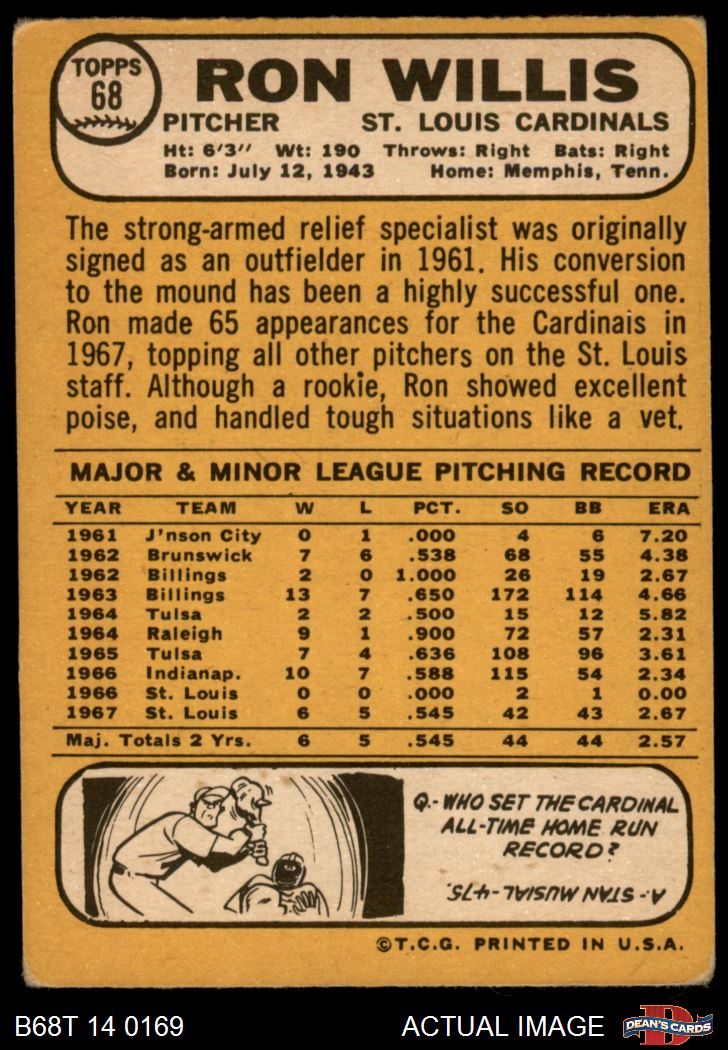 TOPPS
68
RON WILLIS
PITCHER ST. LOUIS CARDINALS
Ht: 6'3" Wt: 190 Throws: Right Bats: Right
Born: July 12, 1943 Home: Memphis, Tenn.
The strong-armed relief specialist was originally
signed as an outfielder in 1961. His conversion
to the mound has been a highly successful one.
Ron made 65 appearances for the Cardinals in
1967, topping all other pitchers on the St. Louis
staff. Although a rookie, Ron showed excellent
poise, and handled tough situations like a vet.
MAJOR & MINOR LEAGUE PITCHING RECORD
YEAR TEAM W L PCT. SO BB ERA
1961 J'nson City 0 1 .000 4 6 7.20
1962 Brunswick 7 6 .538 68 55 4.38
1962 Billings 2 0 1.000 26 19 2.67
1963 Billings 13 7 .650 172 114 4.66
1964 Tulsa 2 2 .500 15 12 5.82
1964 Raleigh 9 1 .900 72 57 2.31
1965 Tulsa 7 4 .636 108 96 3.61
1966 Indianap. 10 7 .588 115 54 2.34
1966 St. Louis 0 0 .000 2 1 0.00
1967 St. Louis 6 5 .545 42 43 2.67
Maj. Totals 2 Yrs. 6 5 .545 44 44 2.57
Q.- WHO SET THE CARDINAL
ALL-TIME HOME RUN
RECORD?
A- STAN MUSIAL-475.
©T.C.G. PRINTED IN U.S.A.
B68T 14 0169 ACTUAL IMAGE DEAN'S CARDS